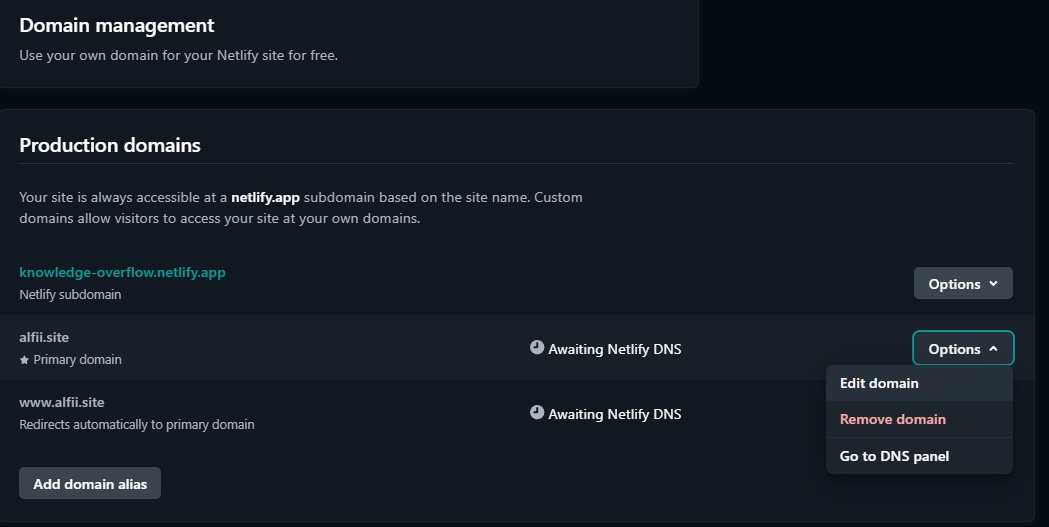 Domain management
Use your own domain for your Netlify site for free.
Production domains
Your site is always accessible at a netlify.app subdomain based on the site name. Custom
domains allow visitors to access your site at your own domains.
knowledge-overflow.netlify.app
Netlify subdomain
Options
alfii.site
Primary domain
Awaiting Netlify DNS
Options
Edit domain
Remove domain
Go to DNS panel
www.alfii.site
Redirects automatically to primary domain
Awaiting Netlify DNS
Add domain alias